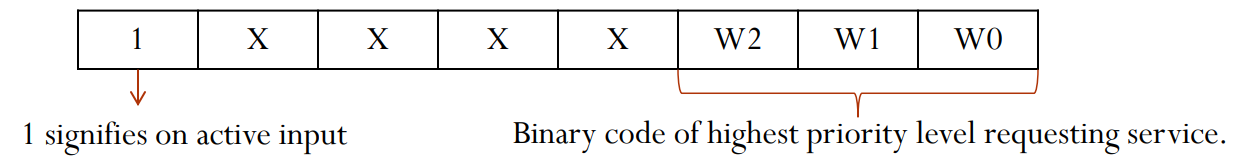 1 X X X X W2 W1 W0
1 signifies on active input
Binary code of highest priority level requesting service.